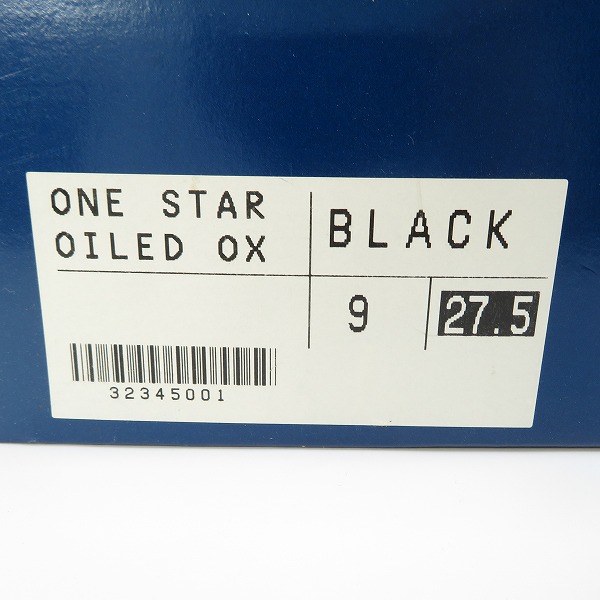 ONE STAR
OILED OX
BLACK
9
27.5
32345001